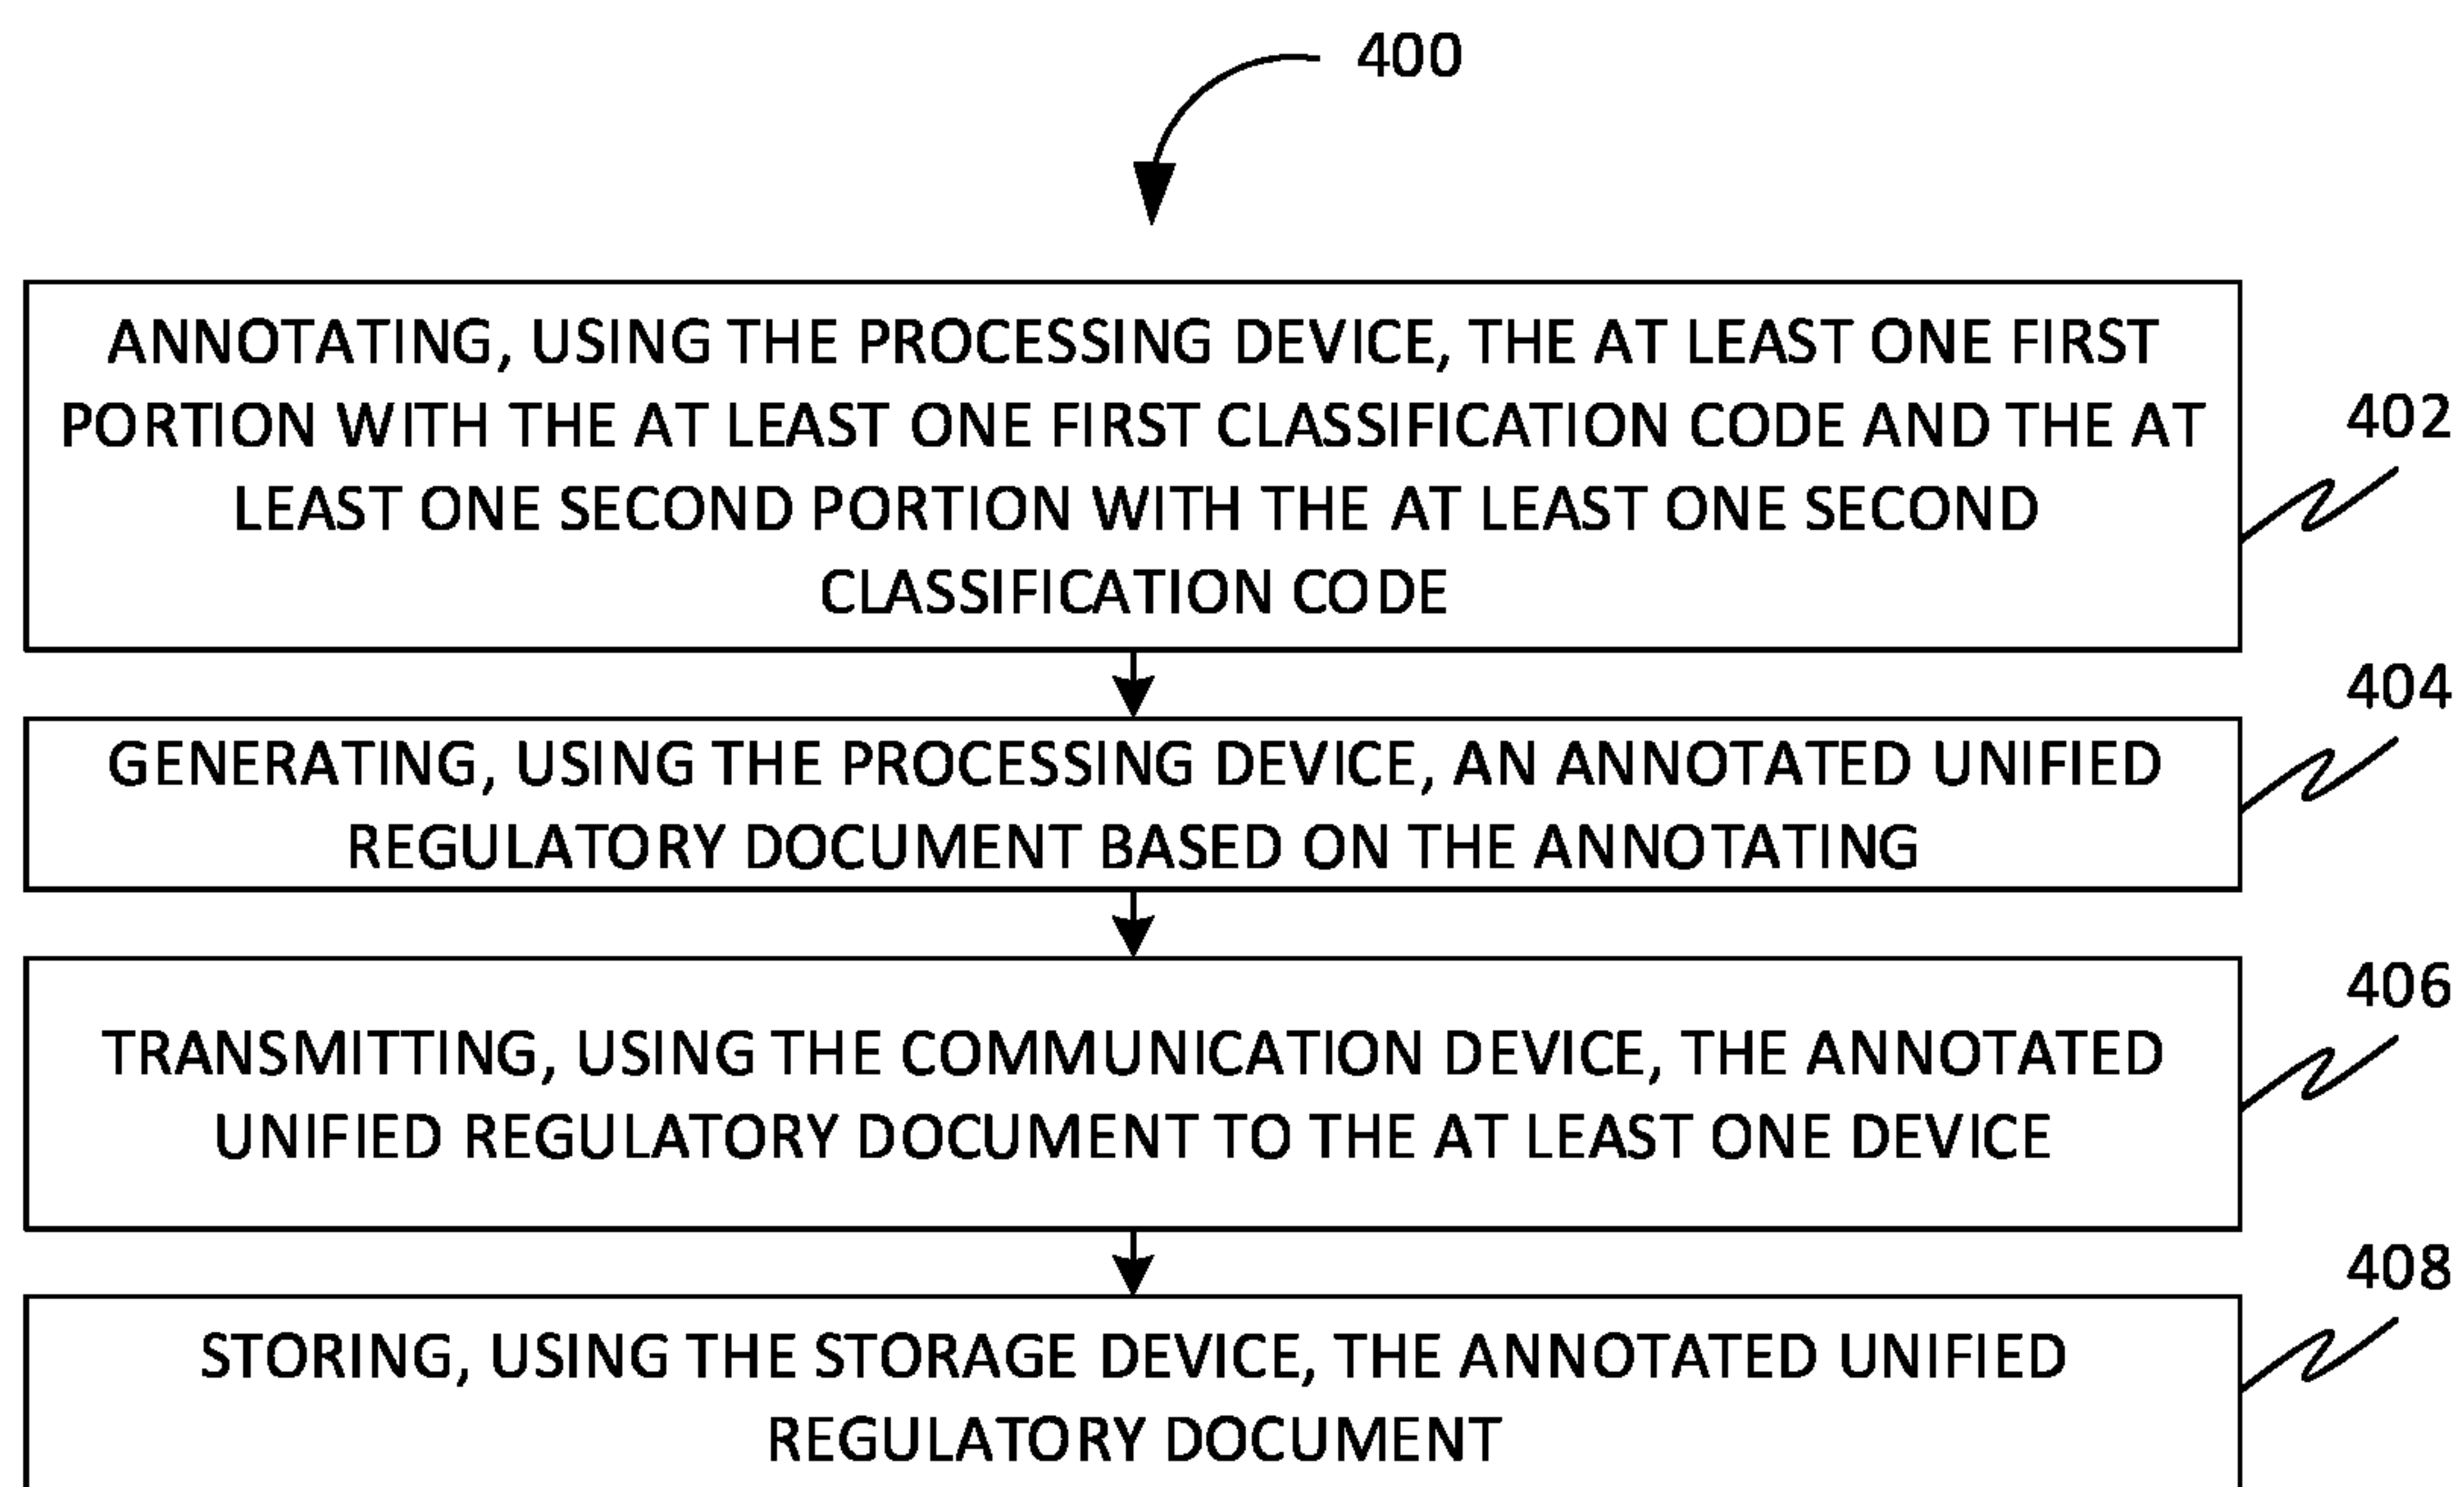 400
ANNOTATING, USING THE PROCESSING DEVICE, THE AT LEAST ONE FIRST
PORTION WITH THE AT LEAST ONE FIRST CLASSIFICATION CODE AND THE AT
LEAST ONE SECOND PORTION WITH THE AT LEAST ONE SECOND
CLASSIFICATION CODE
402
GENERATING, USING THE PROCESSING DEVICE, AN ANNOTATED UNIFIED
REGULATORY DOCUMENT BASED ON THE ANNOTATING
404
TRANSMITTING, USING THE COMMUNICATION DEVICE, THE ANNOTATED
UNIFIED REGULATORY DOCUMENT TO THE AT LEAST ONE DEVICE
406
STORING, USING THE STORAGE DEVICE, THE ANNOTATED UNIFIED
REGULATORY DOCUMENT
408